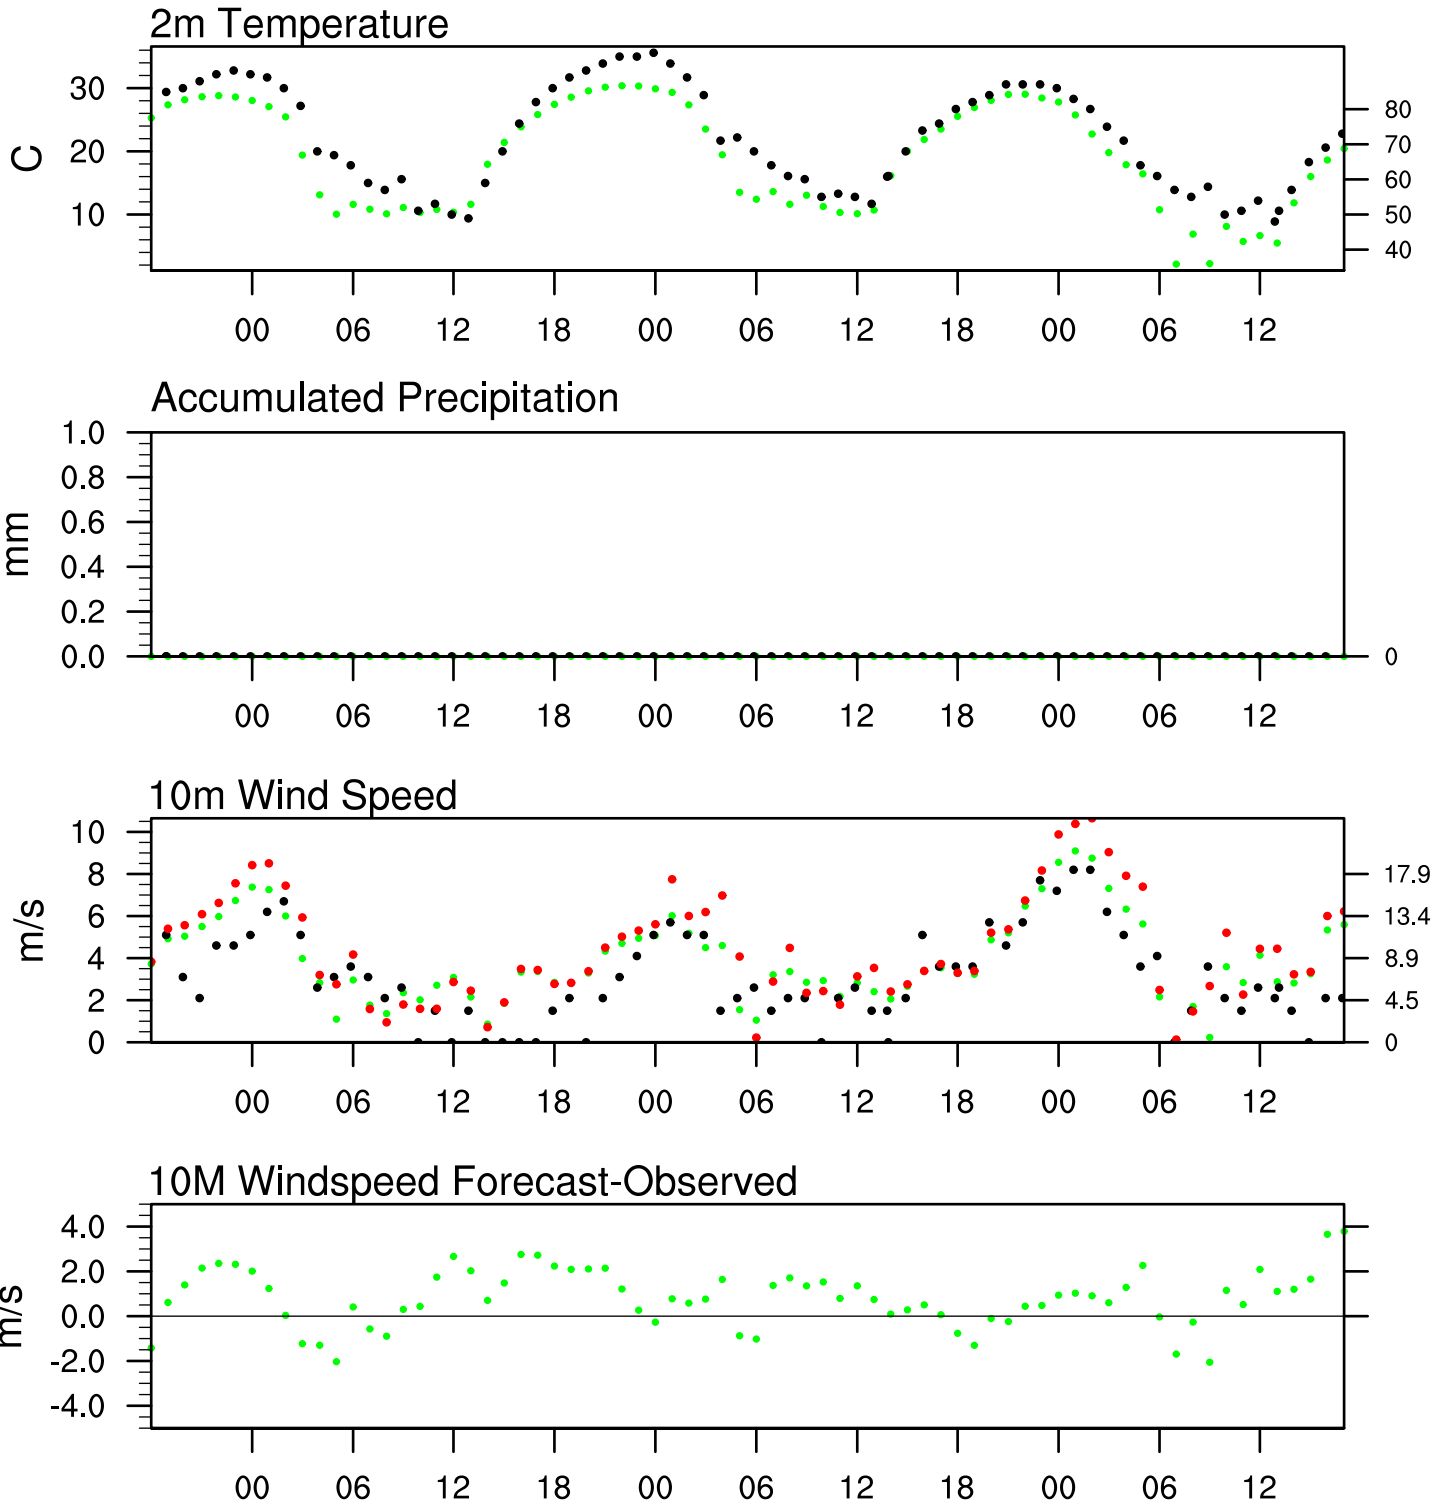 2m Temperature
C
30
20
10
80
70
60
50
40
00 06 12 18 00 06 12 18 00 06 12
Accumulated Precipitation
mm
1.0
0.8
0.6
0.4
0.2
0.0
0
00 06 12 18 00 06 12 18 00 06 12
10m Wind Speed
m/s
10
8
6
4
2
0
17.9
13.4
8.9
4.5
0
00 06 12 18 00 06 12 18 00 06 12
10M Windspeed Forecast-Observed
m/s
4.0
2.0
0.0
-2.0
-4.0
00 06 12 18 00 06 12 18 00 06 12